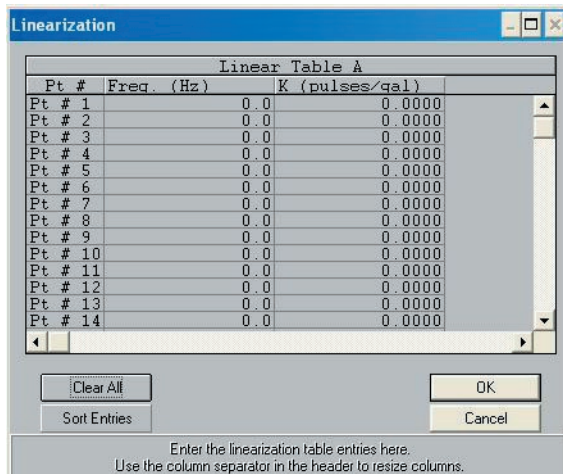 Linearization
Linear Table A
Pt # Freq. (Hz) K (pulses/gal)
Pt # 1 0.0 0.0000
Pt # 2 0.0 0.0000
Pt # 3 0.0 0.0000
Pt # 4 0.0 0.0000
Pt # 5 0.0 0.0000
Pt # 6 0.0 0.0000
Pt # 7 0.0 0.0000
Pt # 8 0.0 0.0000
Pt # 9 0.0 0.0000
Pt # 10 0.0 0.0000
Pt # 11 0.0 0.0000
Pt # 12 0.0 0.0000
Pt # 13 0.0 0.0000
Pt # 14 0.0 0.0000
Clear All OK
Sort Entries Cancel
Enter the linearization table entries here.
Use the column separator in the header to resize columns.